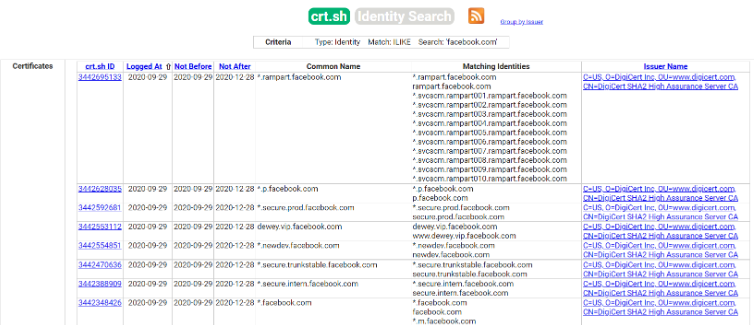 crt.sh Identity Search Group by Issuer
Criteria Type: Identity Match: ILIKE Search: 'facebook.com'
Certificates crt.sh ID Logged At ⇧ Not Before Not After Common Name Matching Identities Issuer Name
3442695133 2020-09-29 2020-09-29 2020-12-28 *.rampart.facebook.com *.rampart.facebook.com C=US, O=DigiCert Inc, OU=www.digicert.com,
rampart.facebook.com CN=DigiCert SHA2 High Assurance Server CA
*.svcscm.rampart001.rampart.facebook.com
*.svcscm.rampart002.rampart.facebook.com
*.svcscm.rampart003.rampart.facebook.com
*.svcscm.rampart004.rampart.facebook.com
*.svcscm.rampart005.rampart.facebook.com
*.svcscm.rampart006.rampart.facebook.com
*.svcscm.rampart007.rampart.facebook.com
*.svcscm.rampart008.rampart.facebook.com
*.svcscm.rampart009.rampart.facebook.com
*.svcscm.rampart010.rampart.facebook.com
3442628035 2020-09-29 2020-09-29 2020-12-28 *.p.facebook.com *.p.facebook.com C=US, O=DigiCert Inc, OU=www.digicert.com,
p.facebook.com CN=DigiCert SHA2 High Assurance Server CA
3442592681 2020-09-29 2020-09-29 2020-12-28 *.secure.prod.facebook.com *.secure.prod.facebook.com C=US, O=DigiCert Inc, OU=www.digicert.com,
secure.prod.facebook.com CN=DigiCert SHA2 High Assurance Server CA
3442553112 2020-09-29 2020-09-29 2020-12-28 dewey.vip.facebook.com dewey.vip.facebook.com C=US, O=DigiCert Inc, OU=www.digicert.com,
www.dewey.vip.facebook.com CN=DigiCert SHA2 High Assurance Server CA
3442554851 2020-09-29 2020-09-29 2020-12-28 *.newdev.facebook.com *.newdev.facebook.com C=US, O=DigiCert Inc, OU=www.digicert.com,
newdev.facebook.com CN=DigiCert SHA2 High Assurance Server CA
3442470636 2020-09-29 2020-09-29 2020-12-28 *.secure.trunkstable.facebook.com *.secure.trunkstable.facebook.com C=US, O=DigiCert Inc, OU=www.digicert.com,
secure.trunkstable.facebook.com CN=DigiCert SHA2 High Assurance Server CA
3442388909 2020-09-29 2020-09-29 2020-12-28 *.secure.intern.facebook.com *.secure.intern.facebook.com C=US, O=DigiCert Inc, OU=www.digicert.com,
secure.intern.facebook.com CN=DigiCert SHA2 High Assurance Server CA
3442348426 2020-09-29 2020-09-29 2020-12-28 *.facebook.com *.facebook.com C=US, O=DigiCert Inc, OU=www.digicert.com,
facebook.com CN=DigiCert SHA2 High Assurance Server CA
*.m.facebook.com